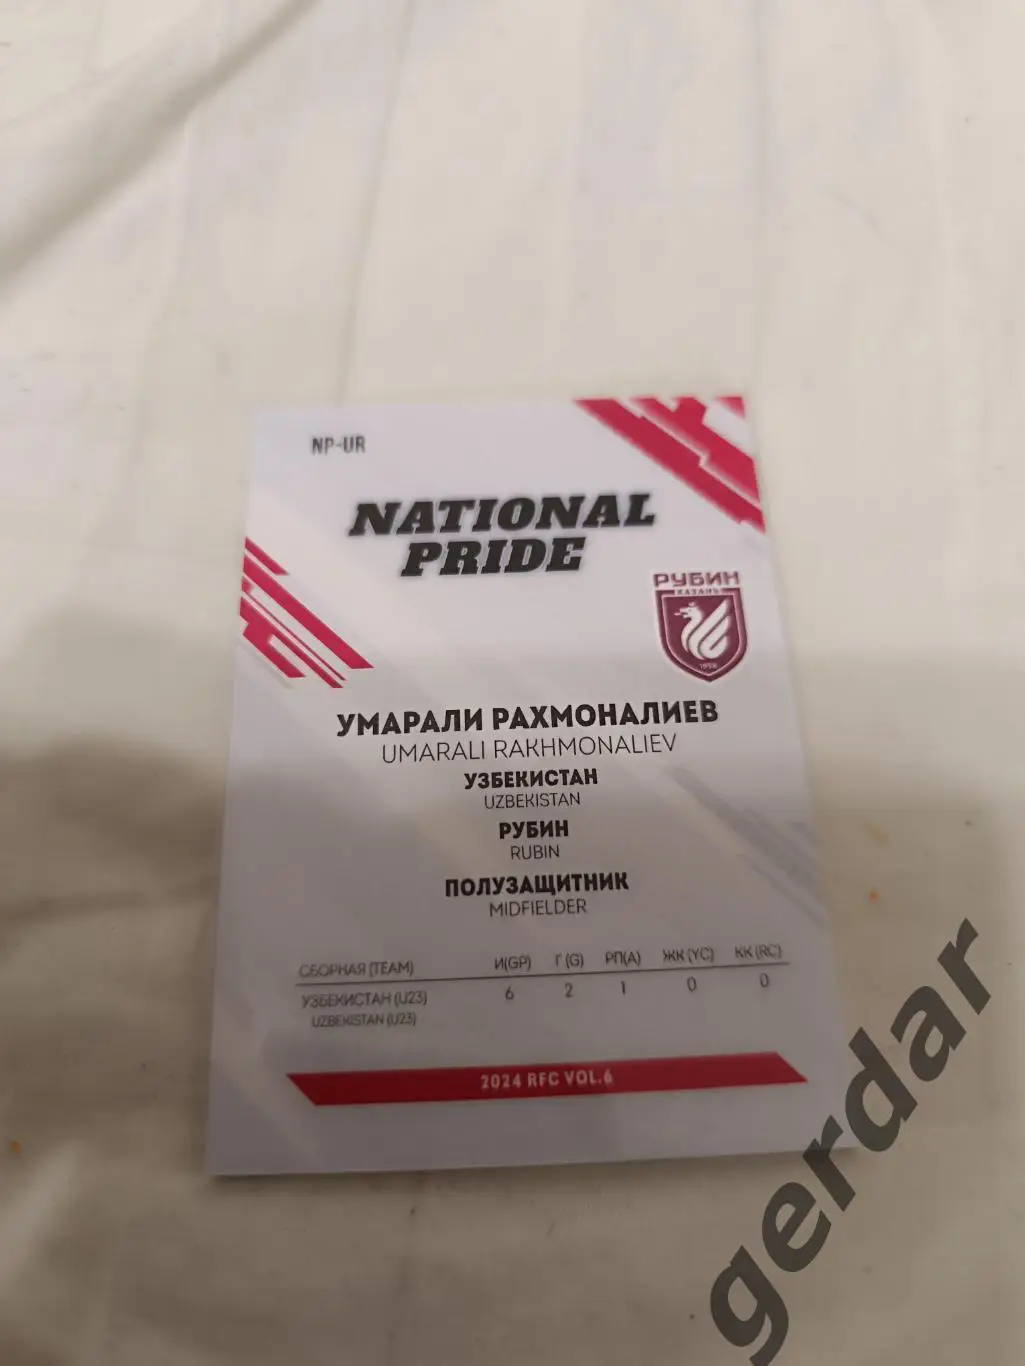 NP-UR
NATIONAL
PRIDE
РУБИН
КАЗАНЬ
1958
УМАРАЛИ РАХМОНАЛИЕВ
UMARALI RAKHMONALIEV
УЗБЕКИСТАН
UZBEKISTAN
РУБИН
RUBIN
ПОЛУЗАЩИТНИК
MIDFIELDER
СБОРНАЯ (TEAM) И(GP) Г (G) РП(A) ЖК (YC) КК (RC)
УЗБЕКИСТАН (U23) 6 2 1 0 0
UZBEKISTAN (U23)
2024 RFC VOL.6
gerdar